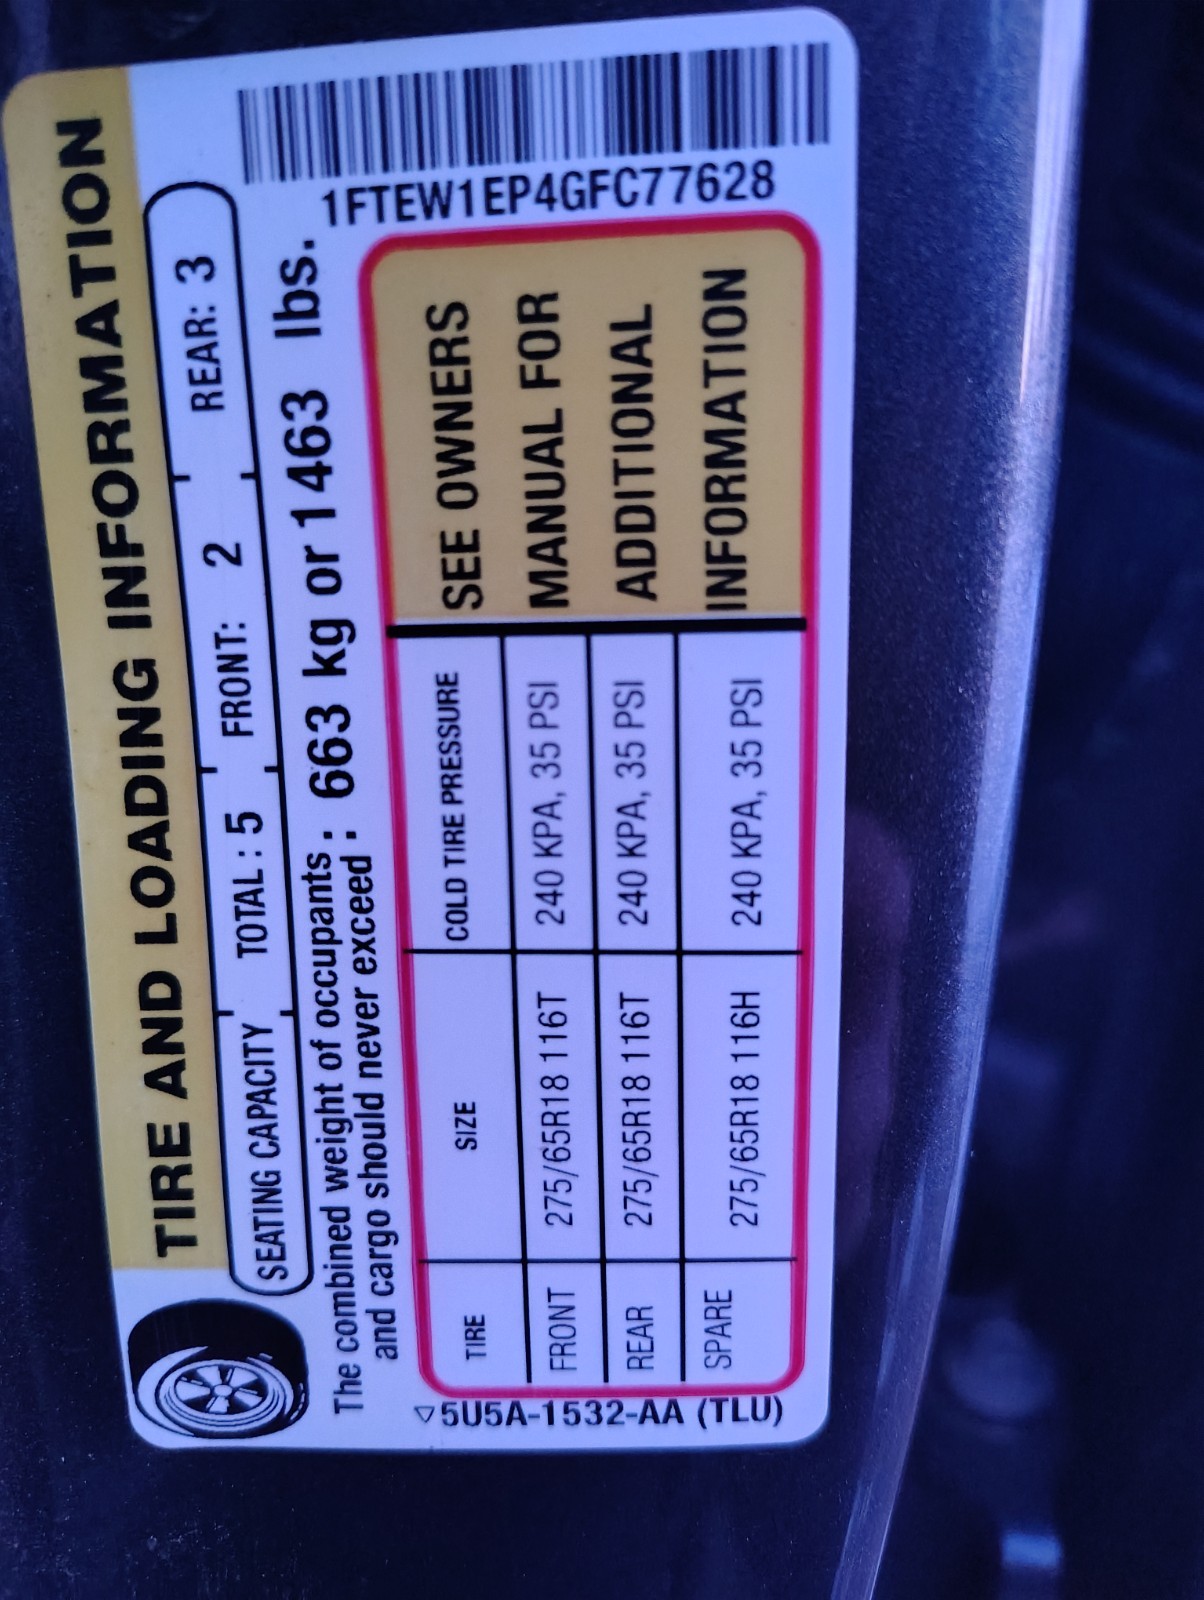 TIRE AND LOADING INFORMATION
SEATING CAPACITY TOTAL : 5 FRONT: 2 REAR: 3
The combined weight of occupants : 663 kg or 1463 lbs.
and cargo should never exceed :
1FTEW1EP4GFC77628
TIRE SIZE COLD TIRE PRESSURE
FRONT 275/65R18 116T 240 KPA, 35 PSI
REAR 275/65R18 116T 240 KPA, 35 PSI
SPARE 275/65R18 116H 240 KPA, 35 PSI
SEE OWNERS
MANUAL FOR
ADDITIONAL
INFORMATION
5U5A-1532-AA (TLU)